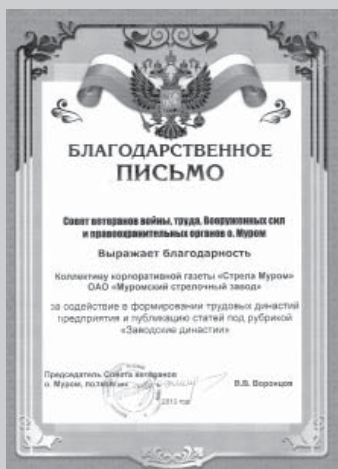 БЛАГОДАРСТВЕННОЕ
ПИСЬМО
Совет ветеранов войны, труда, Вооруженных сил
и правоохранительных органов о. Муром
Выражает благодарность
Коллективу корпоративной газеты «Стрела Муром»
ОАО «Муромский стрелочный завод»
за содействие в формировании трудовых династий
предприятия и публикацию статей под рубрикой
«Заводские династии»
Председатель Совета ветеранов
о. Муром, В.В. Воронцов
2013 год